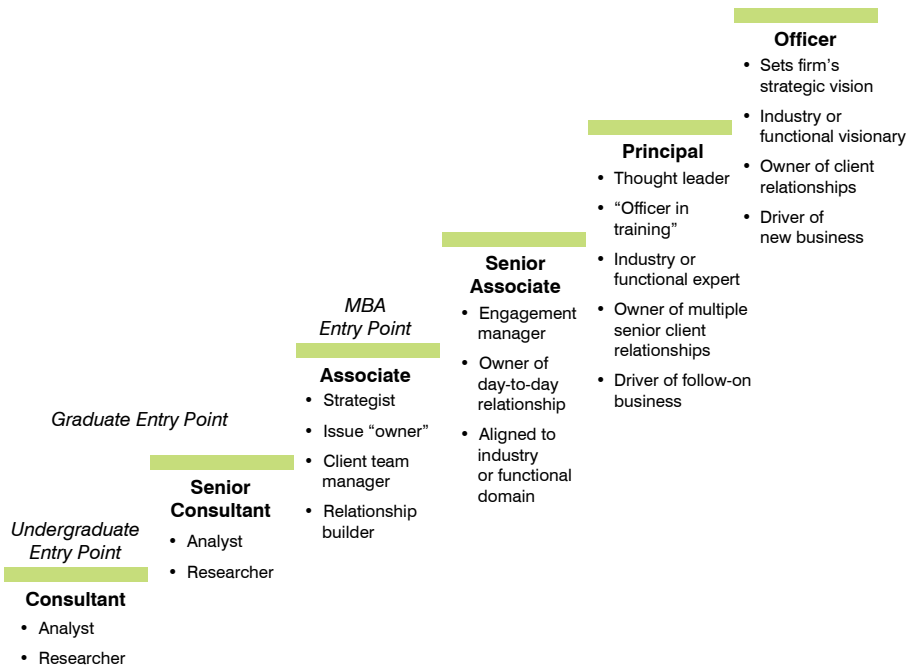 Undergraduate
Entry Point
Consultant
• Analyst
• Researcher
Graduate Entry Point
Senior
Consultant
• Analyst
• Researcher
MBA
Entry Point
Associate
• Strategist
• Issue “owner”
• Client team
manager
• Relationship
builder
Senior
Associate
• Engagement
manager
• Owner of
day-to-day
relationship
• Aligned to
industry
or functional
domain
Principal
• Thought leader
• “Officer in
training”
• Industry or
functional expert
• Owner of multiple
senior client
relationships
• Driver of follow-on
business
Officer
• Sets firm’s
strategic vision
• Industry or
functional visionary
• Owner of client
relationships
• Driver of
new business